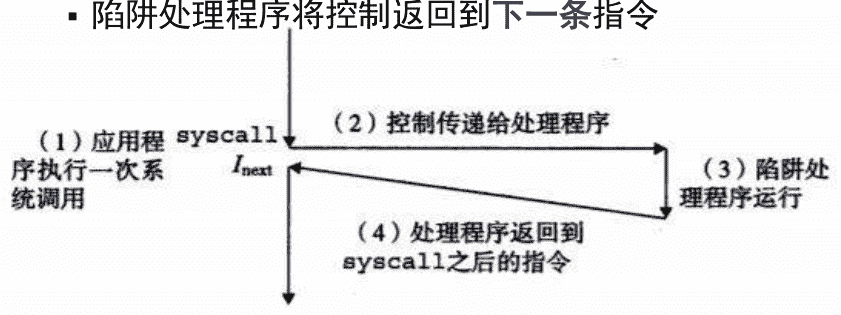 ▪ 陷阱处理程序将控制返回到下一条指令
(2)控制传递给处理程序
(1)应用程
序执行一次系
统调用
syscall
Inext
(3)陷阱处
理程序运行
(4)处理程序返回到
syscall之后的指令